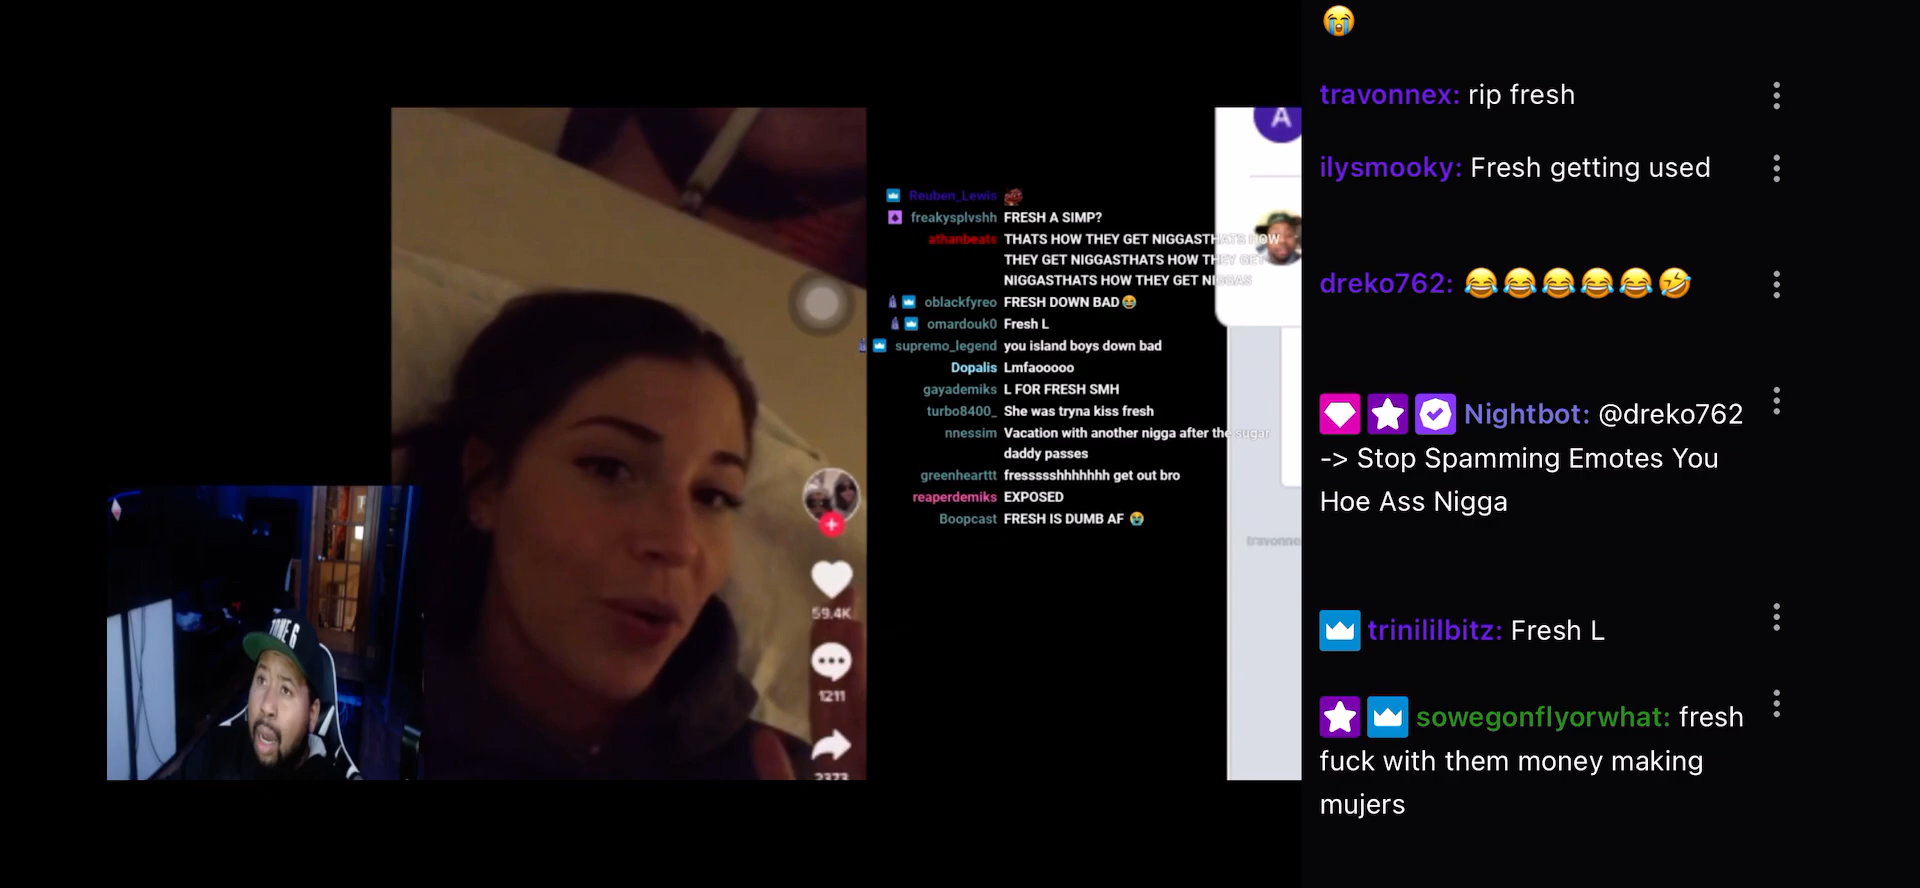 😭
travonnex: rip fresh
ilysmooky: Fresh getting used
dreko762: 😂😂😂😂😂🤣
Nightbot: @dreko762
-> Stop Spamming Emotes You
Hoe Ass Nigga
trinililbitz: Fresh L
sowegonflyorwhat: fresh
fuck with them money making
mujers
A
Reuben_Lewis
freakysplvshh FRESH A SIMP?
athanbeats THATS HOW THEY GET NIGGASTHATS HOW
THEY GET NIGGASTHATS HOW THEY GET
NIGGASTHATS HOW THEY GET NIGGAS
oblackfyreo FRESH DOWN BAD 😂
omardouk0 Fresh L
supremo_legend you island boys down bad
Dopalis Lmfaooooo
gayademiks L FOR FRESH SMH
turbo8400_ She was tryna kiss fresh
nnessim Vacation with another nigga after the sugar
daddy passes
greenhearttt fresssshhhhhhh get out bro
reaperdemiks EXPOSED
Boopcast FRESH IS DUMB AF 😭
travonne
59.4K
1211
2373